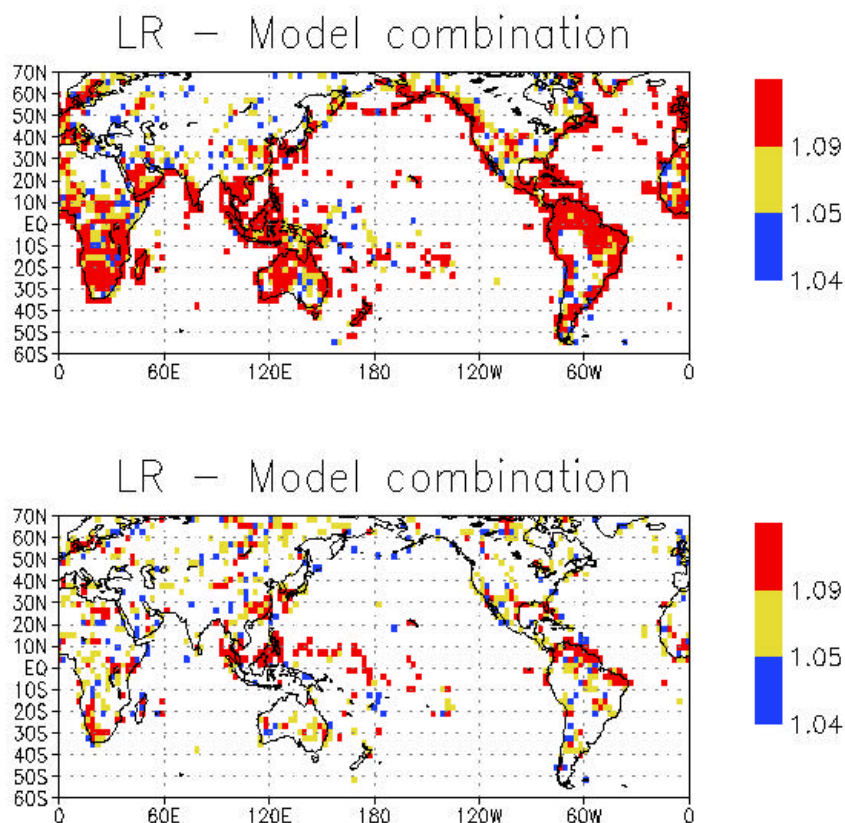 LR - Model combination
70N
60N
50N
40N
30N
20N
10N
EQ
10S
20S
30S
40S
50S
60S
0 60E 120E 180 120W 60W 0
1.09
1.05
1.04
LR - Model combination
70N
60N
50N
40N
30N
20N
10N
EQ
10S
20S
30S
40S
50S
60S
0 60E 120E 180 120W 60W 0
1.09
1.05
1.04